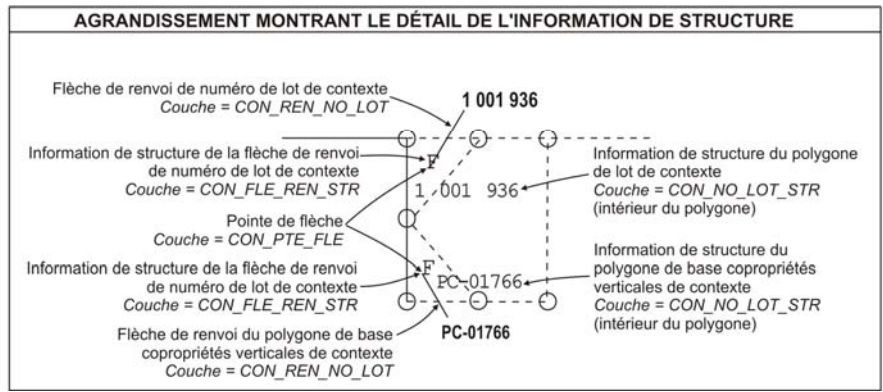 AGRANDISSEMENT MONTRANT LE DÉTAIL DE L'INFORMATION DE STRUCTURE
Flèche de renvoi de numéro de lot de contexte
Couche = CON_REN_NO_LOT
1 001 936
Information de structure de la flèche de renvoi
de numéro de lot de contexte
Couche = CON_FLE_REN_STR
F
1 001 936
Information de structure du polygone
de lot de contexte
Couche = CON_NO_LOT_STR
(intérieur du polygone)
Pointe de flèche
Couche = CON_PTE_FLE
Information de structure de la flèche de renvoi
de numéro de lot de contexte
Couche = CON_FLE_REN_STR
F
PC-01766
Information de structure du
polygone de base copropriétés
verticales de contexte
Couche = CON_NO_LOT_STR
(intérieur du polygone)
Flèche de renvoi du polygone de base
copropriétés verticales de contexte
Couche = CON_REN_NO_LOT
PC-01766